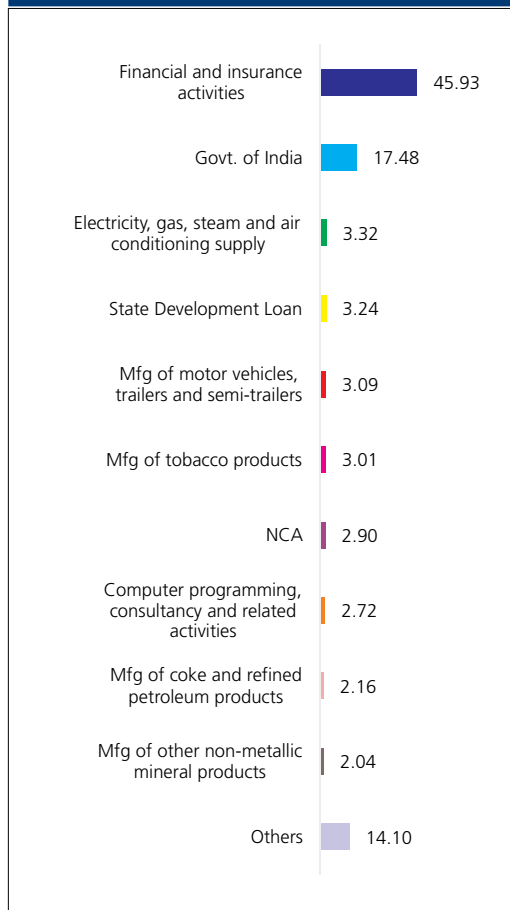 Financial and insurance
activities
45.93
Govt. of India
17.48
Electricity, gas, steam and air
conditioning supply
3.32
State Development Loan
3.24
Mfg of motor vehicles,
trailers and semi-trailers
3.09
Mfg of tobacco products
3.01
NCA
2.90
Computer programming,
consultancy and related
activities
2.72
Mfg of coke and refined
petroleum products
2.16
Mfg of other non-metallic
mineral products
2.04
Others
14.10